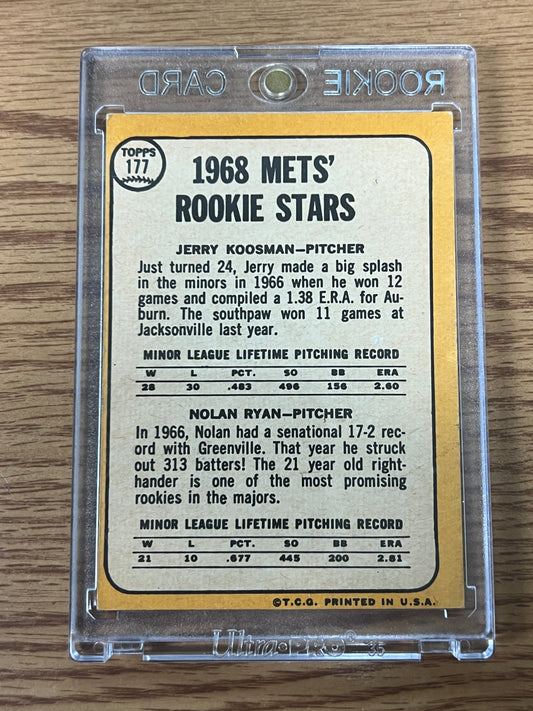 ROOKIE CARD
TOPPS
177
1968 METS'
ROOKIE STARS
JERRY KOOSMAN—PITCHER
Just turned 24, Jerry made a big splash
in the minors in 1966 when he won 12
games and compiled a 1.38 E.R.A. for Au-
burn. The southpaw won 11 games at
Jacksonville last year.
MINOR LEAGUE LIFETIME PITCHING RECORD
W L PCT. SO BB ERA
28 30 .483 496 156 2.60
NOLAN RYAN—PITCHER
In 1966, Nolan had a senational 17-2 rec-
ord with Greenville. That year he struck
out 313 batters! The 21 year old right-
hander is one of the most promising
rookies in the majors.
MINOR LEAGUE LIFETIME PITCHING RECORD
W L PCT. SO BB ERA
21 10 .677 445 200 2.81
©T.C.G. PRINTED IN U.S.A.
Ultra•PRO® 35